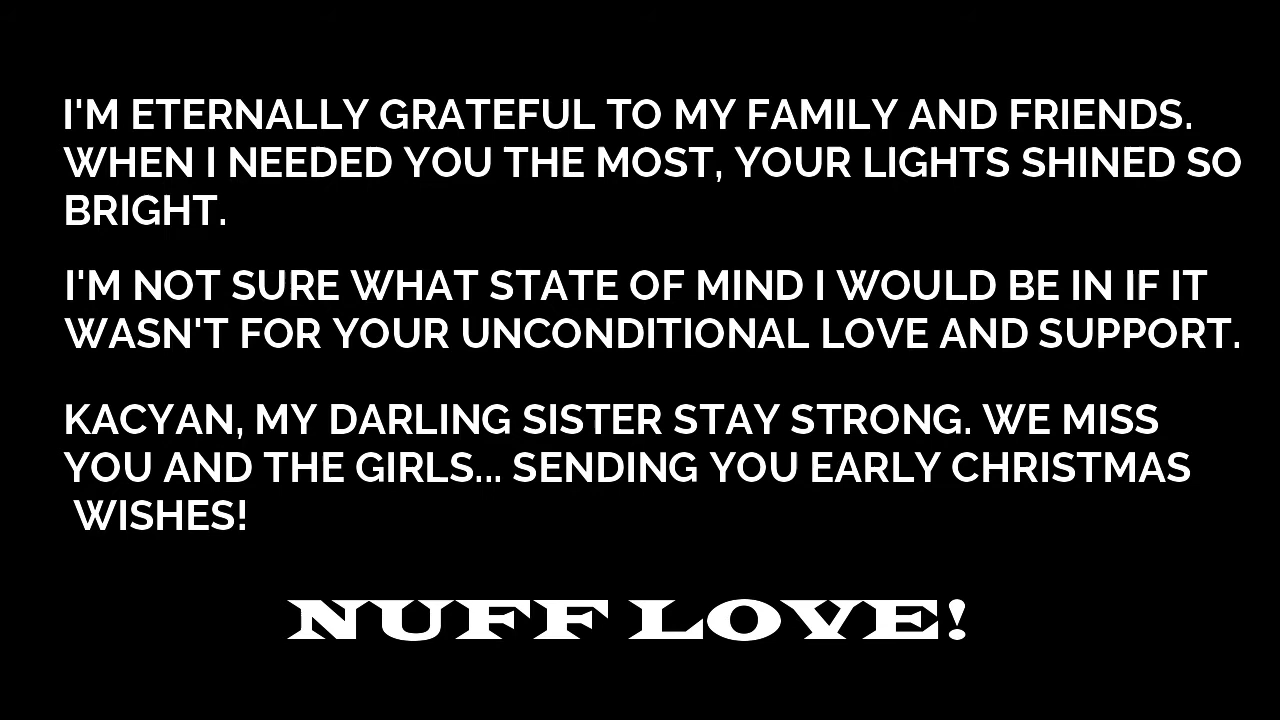 I'M ETERNALLY GRATEFUL TO MY FAMILY AND FRIENDS.
WHEN I NEEDED YOU THE MOST, YOUR LIGHTS SHINED SO
BRIGHT.
I'M NOT SURE WHAT STATE OF MIND I WOULD BE IN IF IT
WASN'T FOR YOUR UNCONDITIONAL LOVE AND SUPPORT.
KACYAN, MY DARLING SISTER STAY STRONG. WE MISS
YOU AND THE GIRLS... SENDING YOU EARLY CHRISTMAS
WISHES!
NUFF LOVE!